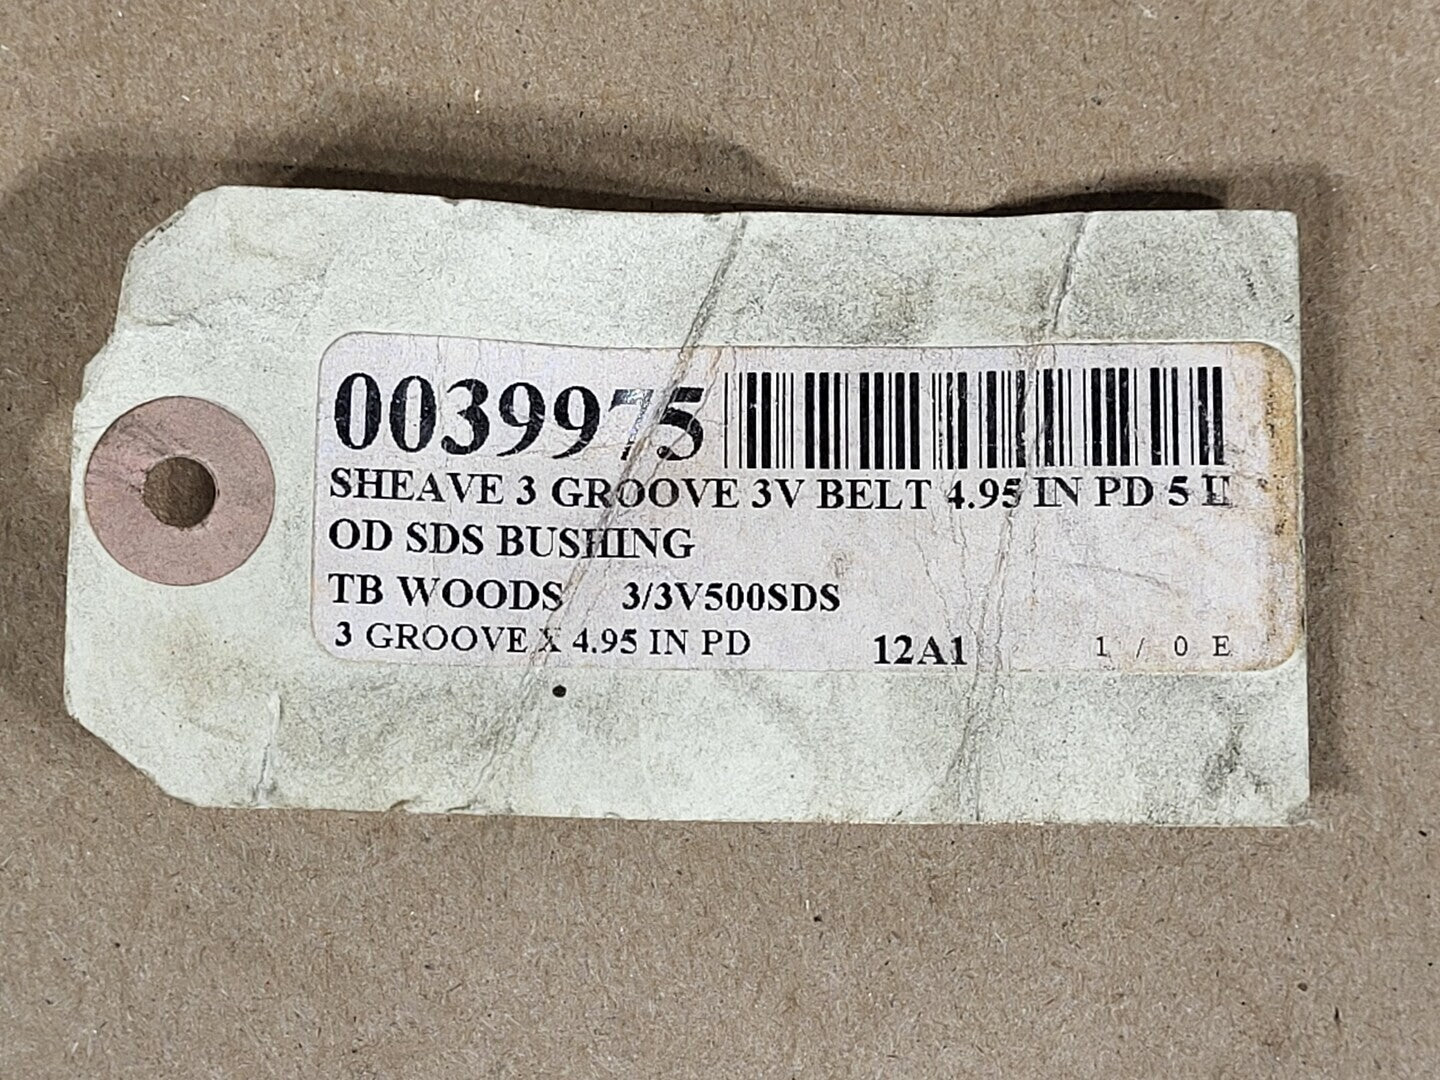 0039975
SHEAVE 3 GROOVE 3V BELT 4.95 IN PD 5 I
OD SDS BUSHING
TB WOODS 3/3V500SDS
3 GROOVE X 4.95 IN PD 12A1 1 / 0 E